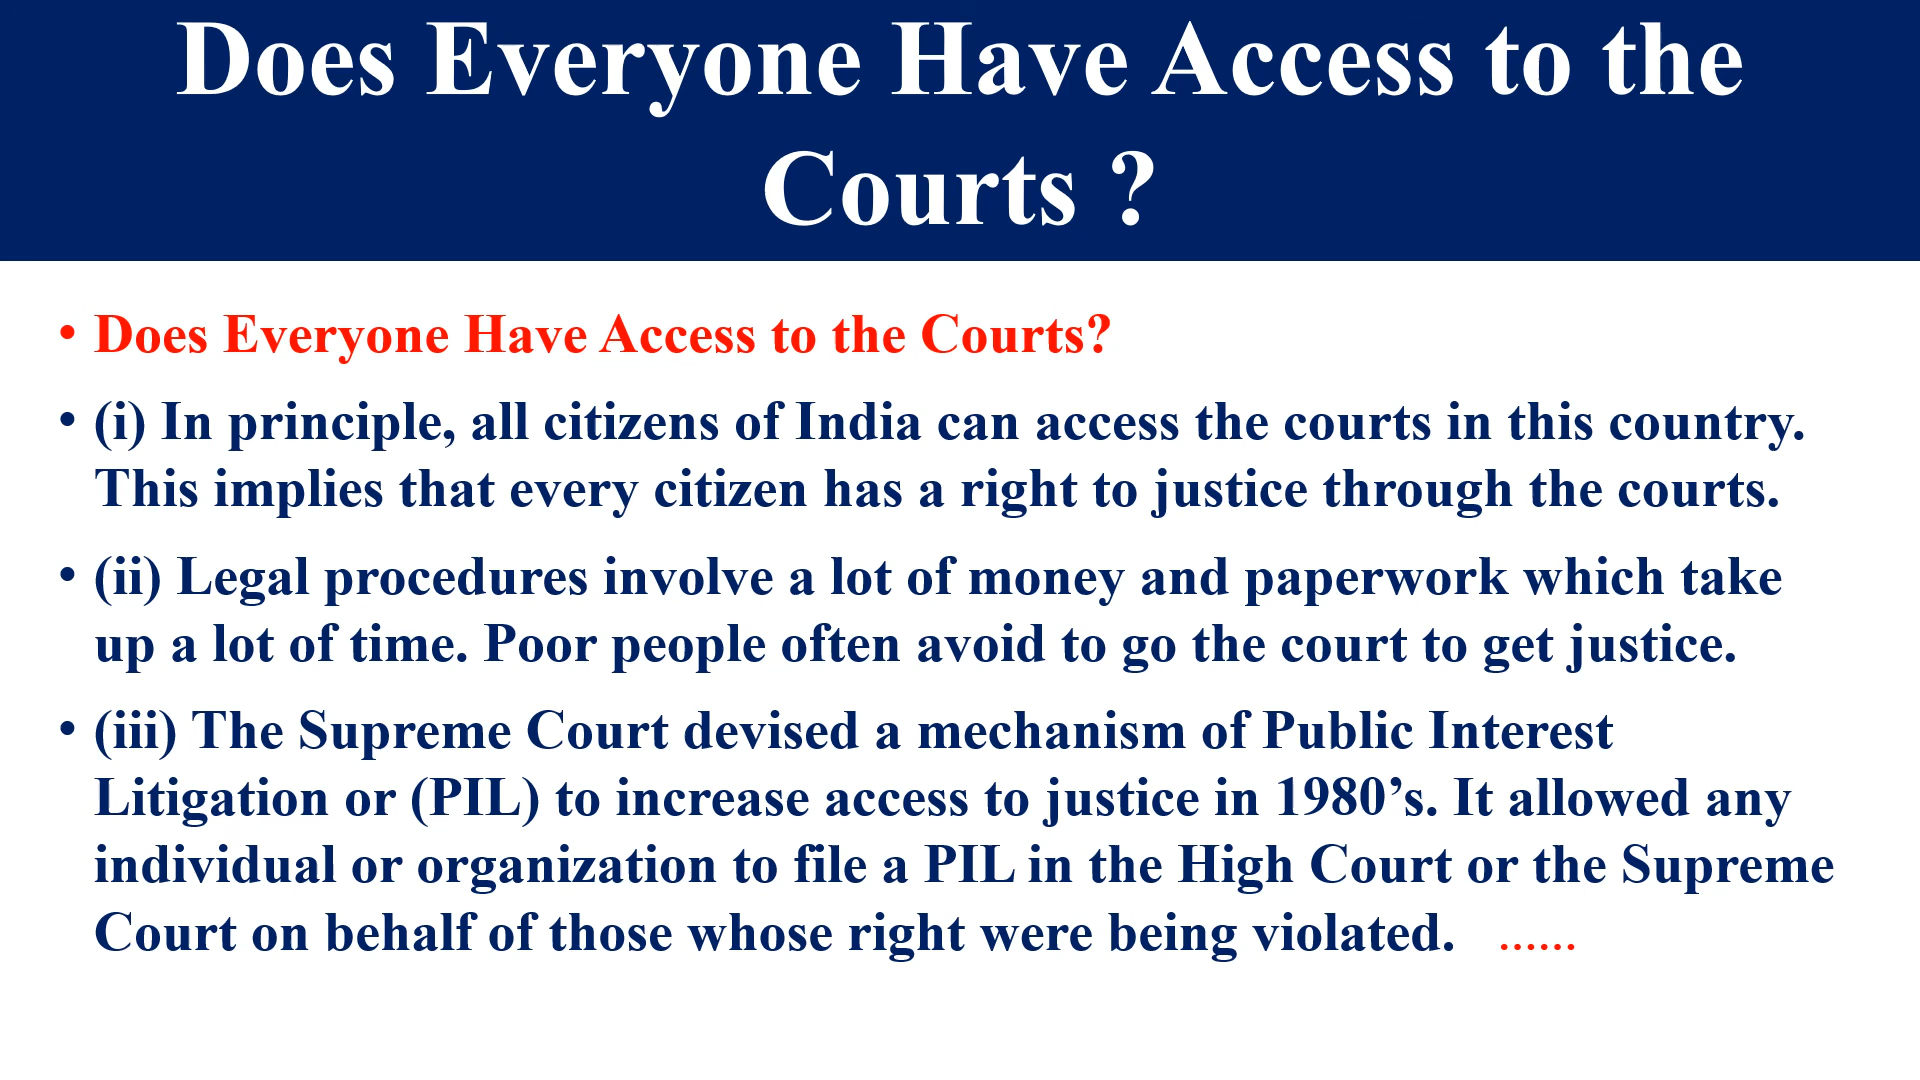 Does Everyone Have Access to the
Courts ?
• Does Everyone Have Access to the Courts?
• (i) In principle, all citizens of India can access the courts in this country.
This implies that every citizen has a right to justice through the courts.
• (ii) Legal procedures involve a lot of money and paperwork which take
up a lot of time. Poor people often avoid to go the court to get justice.
• (iii) The Supreme Court devised a mechanism of Public Interest
Litigation or (PIL) to increase access to justice in 1980’s. It allowed any
individual or organization to file a PIL in the High Court or the Supreme
Court on behalf of those whose right were being violated. ......